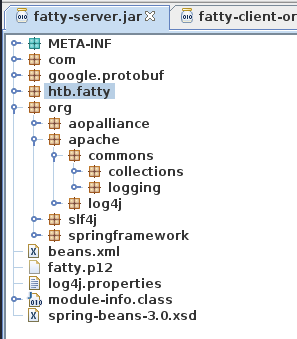 fatty-server.jar fatty-client-or
META-INF
com
google.protobuf
htb.fatty
org
aopalliance
apache
commons
collections
logging
log4j
slf4j
springframework
beans.xml
fatty.p12
log4j.properties
module-info.class
spring-beans-3.0.xsd